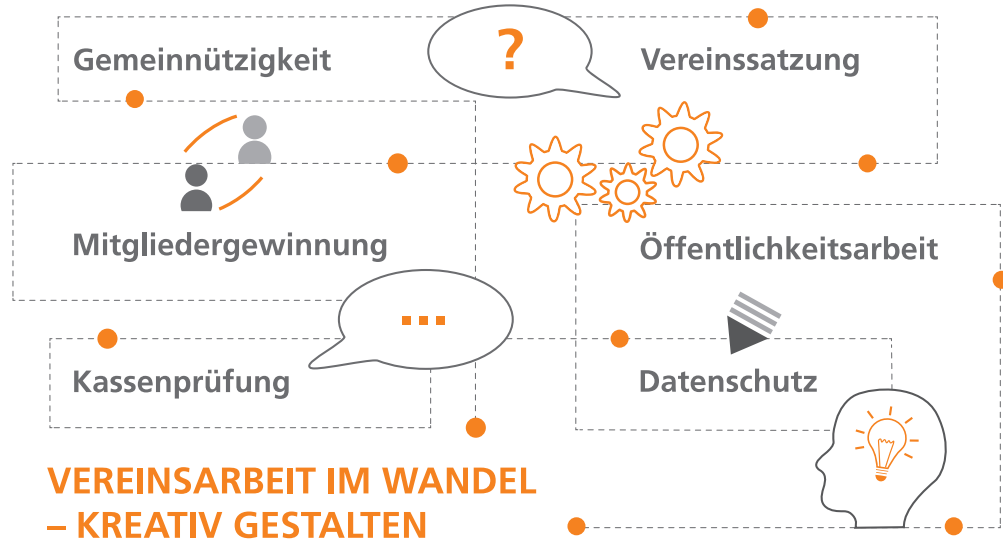 Gemeinnützigkeit
?
Vereinssatzung
Mitgliedergewinnung
Öffentlichkeitsarbeit
...
Kassenprüfung
Datenschutz
VEREINSARBEIT IM WANDEL
– KREATIV GESTALTEN